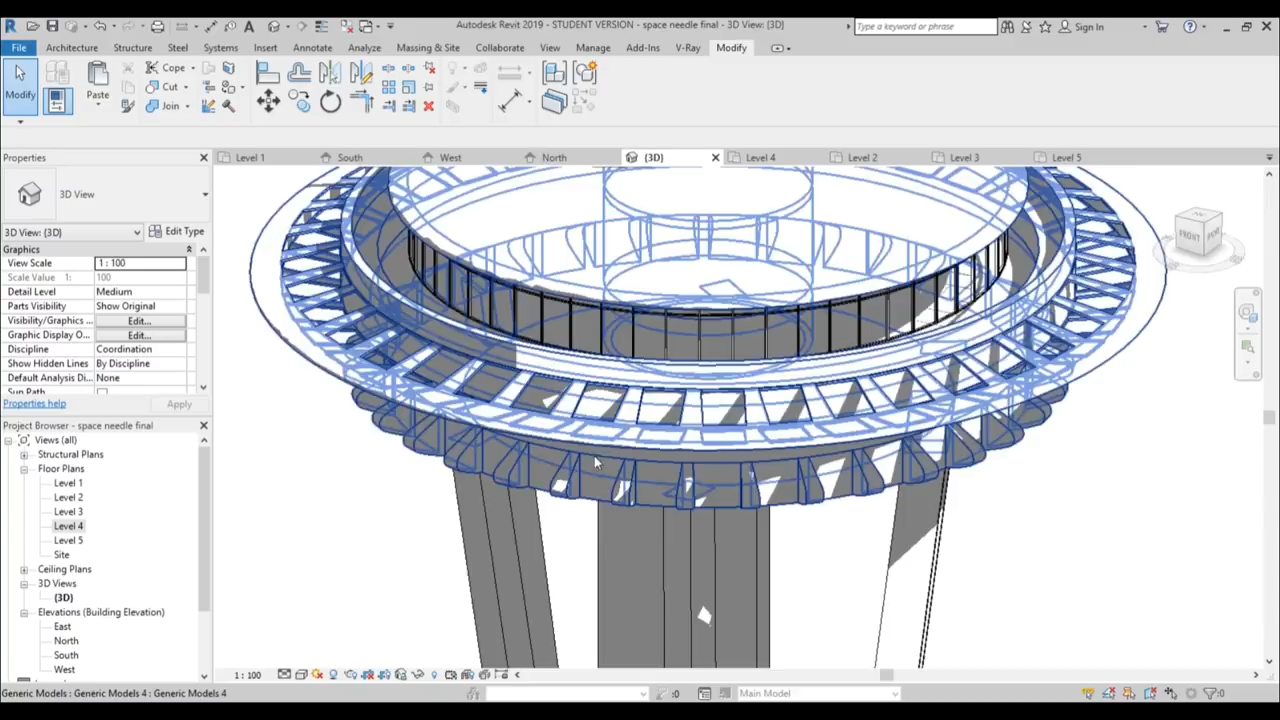 Autodesk Revit 2019 - STUDENT VERSION - space needle final - 3D View: {3D}
Type a keyword or phrase
Sign In
File Architecture Structure Steel Systems Insert Annotate Analyze Massing & Site Collaborate View Manage Add-Ins V-Ray Modify
Modify
Paste
Cope
Cut
Join
Properties
Level 1 South West North {3D} Level 4 Level 2 Level 3 Level 5
3D View
3D View: {3D} Edit Type
Graphics
View Scale 1 : 100
Scale Value 1: 100
Detail Level Medium
Parts Visibility Show Original
Visibility/Graphics ... Edit...
Graphic Display O... Edit...
Discipline Coordination
Show Hidden Lines By Discipline
Default Analysis Di... None
Sun Path
Properties help Apply
Project Browser - space needle final
Views (all)
Structural Plans
Floor Plans
Level 1
Level 2
Level 3
Level 4
Level 5
Site
Ceiling Plans
3D Views
{3D}
Elevations (Building Elevation)
East
North
South
West
FRONT
1 : 100
Generic Models : Generic Models 4 : Generic Models 4
:0
Main Model
:0